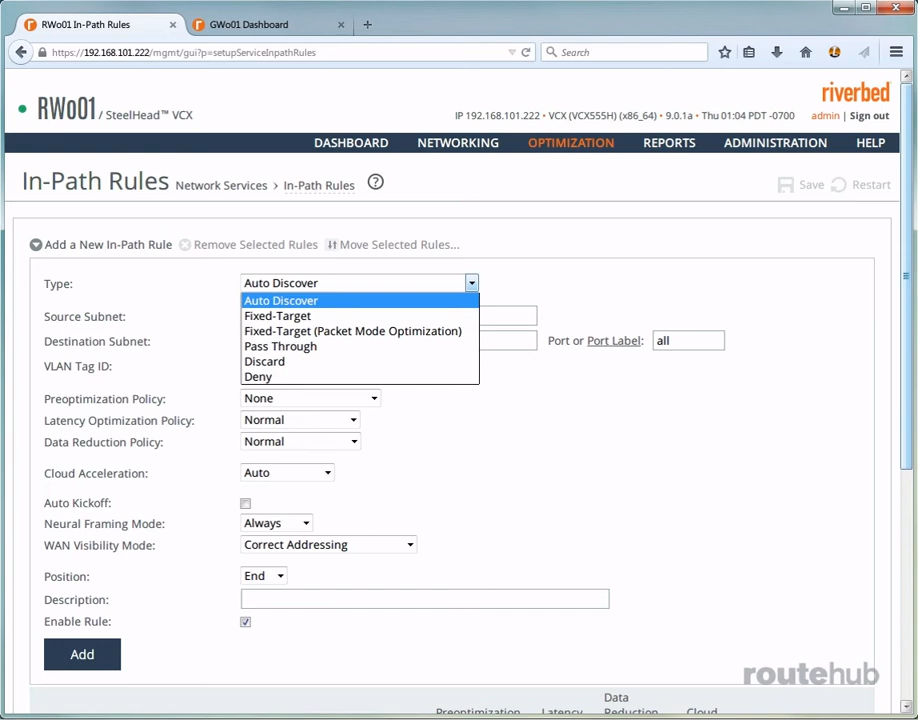 RWo01 In-Path Rules
GWo01 Dashboard
https://192.168.101.222/mgmt/gui?p=setupServiceInpathRules
Search
riverbed
RWo01 / SteelHead™ VCX
IP 192.168.101.222 • VCX (VCX555H) (x86_64) • 9.0.1a • Thu 01:04 PDT -0700
admin | Sign out
DASHBOARD NETWORKING OPTIMIZATION REPORTS ADMINISTRATION HELP
In-Path Rules Network Services › In-Path Rules ?
Save Restart
Add a New In-Path Rule Remove Selected Rules Move Selected Rules...
Type: Auto Discover
Auto Discover
Fixed-Target
Fixed-Target (Packet Mode Optimization)
Pass Through
Discard
Deny
Source Subnet:
Destination Subnet: Port or Port Label: all
VLAN Tag ID:
Preoptimization Policy: None
Latency Optimization Policy: Normal
Data Reduction Policy: Normal
Cloud Acceleration: Auto
Auto Kickoff:
Neural Framing Mode: Always
WAN Visibility Mode: Correct Addressing
Position: End
Description:
Enable Rule:
Add
routehub
Data
Preoptimization Latency Reduction Cloud